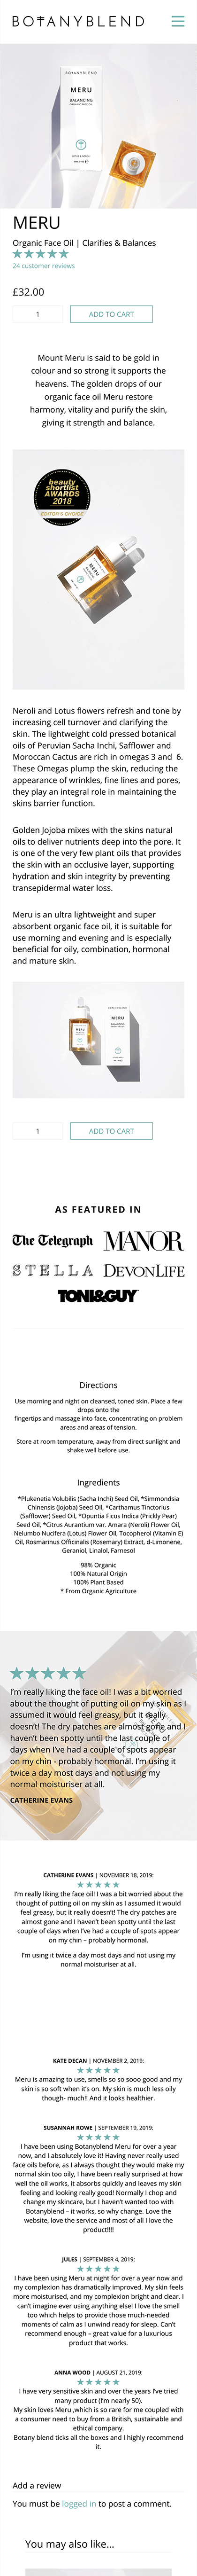 BOTANYBLEND
BOTANYBLEND
MERU
BALANCING
MERU
Organic Face Oil | Clarifies & Balances
24 customer reviews
£32.00
1
ADD TO CART
Mount Meru is said to be gold in
colour and so strong it supports the
heavens. The golden drops of our
organic face oil Meru restore
harmony, vitality and purify the skin,
giving it strength and balance.
beauty
shortlist
AWARDS
2018
EDITOR'S CHOICE
MERU
Neroli and Lotus flowers refresh and tone by
increasing cell turnover and clarifying the
skin. The lightweight cold pressed botanical
oils of Peruvian Sacha Inchi, Safflower and
Moroccan Cactus are rich in omegas 3 and 6.
These Omegas plump the skin, reducing the
appearance of wrinkles, fine lines and pores,
they play an integral role in maintaining the
skins barrier function.
Golden Jojoba mixes with the skins natural
oils to deliver nutrients deep into the pore. It
is one of the very few plant oils that provides
the skin with an occlusive layer, supporting
hydration and skin integrity by preventing
transepidermal water loss.
Meru is an ultra lightweight and super
absorbent organic face oil, it is suitable for
use morning and evening and is especially
beneficial for oily, combination, hormonal
and mature skin.
MERU
MERU
1
ADD TO CART
AS FEATURED IN
The Telegraph
MANOR
STELLA
DEVONLIFE
TONI&GUY
Directions
Use morning and night on cleansed, toned skin. Place a few
drops onto the
fingertips and massage into face, concentrating on problem
areas and areas of tension.
Store at room temperature, away from direct sunlight and
shake well before use.
Ingredients
*Plukenetia Volubilis (Sacha Inchi) Seed Oil, *Simmondsia
Chinensis (Jojoba) Seed Oil, *Carthamus Tinctorius
(Safflower) Seed Oil, *Opuntia Ficus Indica (Prickly Pear)
Seed Oil,*Citrus Aurantium var. Amara (Neroli) Flower Oil,
Nelumbo Nucifera (Lotus) Flower Oil, Tocopherol (Vitamin E)
Oil, Rosmarinus Officinalis (Rosemary) Extract, d-Limonene,
Geraniol, Linalol, Farnesol
98% Organic
100% Natural Origin
100% Plant Based
* From Organic Agriculture
I'm really liking the face oil! I was a bit worried
about the thought of putting oil on my skin as I
assumed it would feel greasy, but it really
doesn't! The dry patches are almost gone and I
haven't been spotty until the last couple of
days when I've had a couple of spots appear
on my chin - probably hormonal. I'm using it
twice a day most days and not using my
normal moisturiser at all.
CATHERINE EVANS
CATHERINE EVANS | NOVEMBER 18, 2019:
I'm really liking the face oil! I was a bit worried about the
thought of putting oil on my skin as I assumed it would
feel greasy, but it really doesn't! The dry patches are
almost gone and I haven't been spotty until the last
couple of days when I've had a couple of spots appear
on my chin – probably hormonal.
I'm using it twice a day most days and not using my
normal moisturiser at all.
KATE DECAN | NOVEMBER 2, 2019:
Meru is amazing to use, smells so so sooo good and my
skin is so soft when it's on. My skin is much less oily
though- much!! And it looks healthier.
SUSANNAH ROWE | SEPTEMBER 19, 2019:
I have been using Botanyblend Meru for over a year
now, and I absolutely love it! Having never really used
face oils before, as I always thought they would make my
normal skin too oily, I have been really surprised at how
well the oil works, it absorbs quickly and leaves my skin
feeling and looking really good! Normally I chop and
change my skincare, but I haven't wanted too with
Botanyblend – it works, so why change. Love the
website, love the service and most of all I love the
product!!!!
JULES | SEPTEMBER 4, 2019:
I have been using Meru at night for over a year now and
my complexion has dramatically improved. My skin feels
more moisturised, and my complexion bright and clear. I
can't imagine ever using anything else! I love the smell
too which helps to provide those much-needed
moments of calm as I unwind ready for sleep. Can't
recommend enough – great value for a luxurious
product that works.
ANNA WOOD | AUGUST 21, 2019:
I have very sensitive skin and over the years I've tried
many product (I'm nearly 50).
My skin loves Meru ,which is so rare for me coupled with
a consumer need to buy from a British, sustainable and
ethical company.
Botany blend ticks all the boxes and I highly recommend
it.
Add a review
You must be logged in to post a comment.
You may also like...